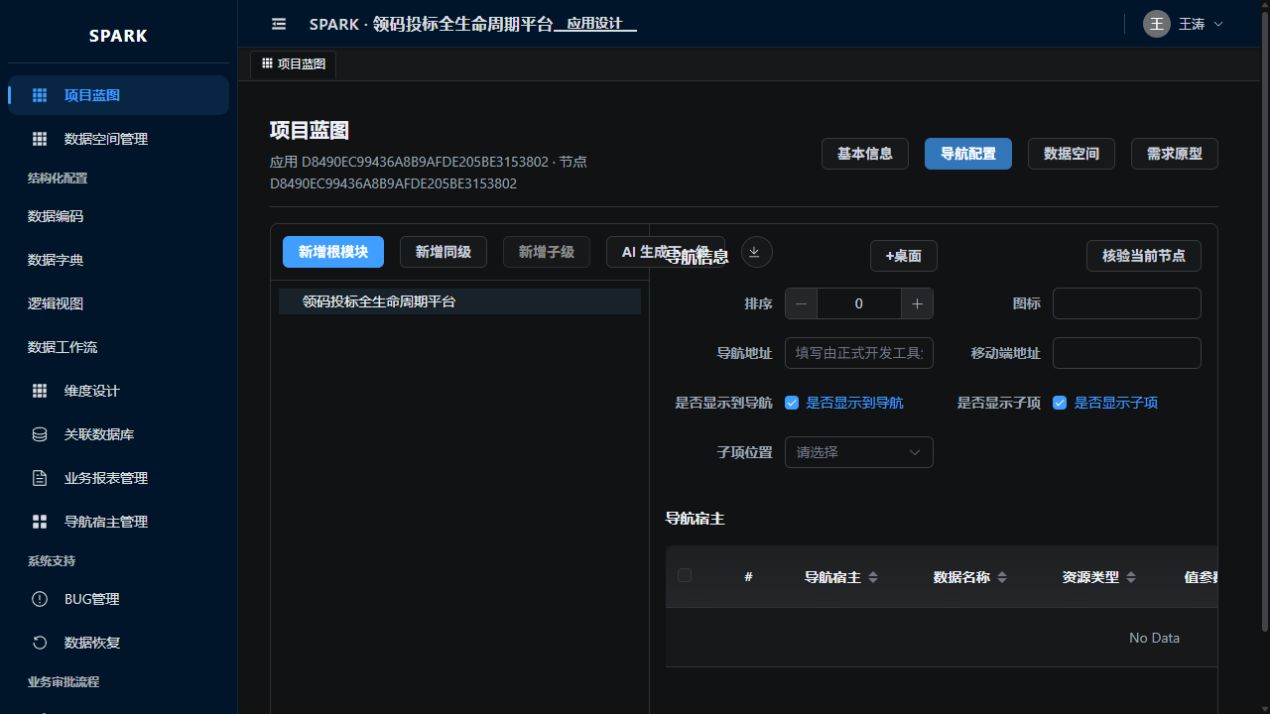 SPARK
项目蓝图
数据空间管理
结构化配置
数据编码
数据字典
逻辑视图
数据工作流
维度设计
关联数据库
业务报表管理
导航宿主管理
系统支持
BUG管理
数据恢复
业务审批流程
SPARK · 领码投标全生命周期平台__应用设计__
王 王涛
项目蓝图
项目蓝图
应用 D8490EC99436A8B9AFDE205BE3153802 · 节点
D8490EC99436A8B9AFDE205BE3153802
基本信息 导航配置 数据空间 需求原型
新增根模块 新增同级 新增子级 AI 生成下一级
领码投标全生命周期平台
导航信息 +桌面 核验当前节点
排序 0 图标
导航地址 填写由正式开发工具 移动端地址
是否显示到导航 是否显示到导航 是否显示子项 是否显示子项
子项位置 请选择
导航宿主
# 导航宿主 数据名称 资源类型 值参
No Data